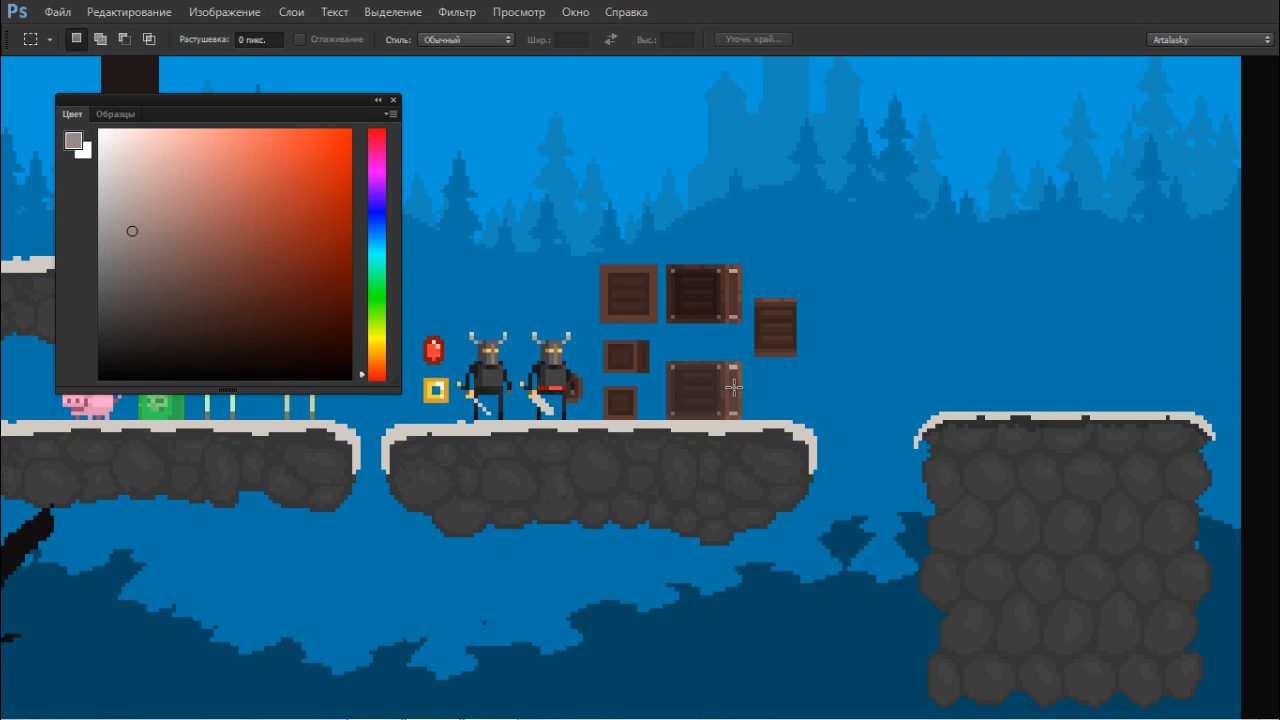 Ps Файл Редактирование Изображение Слои Текст Выделение Фильтр Просмотр Окно Справка
Растушевка: 0 пикс. Сглаживание Стиль: Обычный Шир.: Выс.: Уточн. край... Artalasky
Цвет Образцы